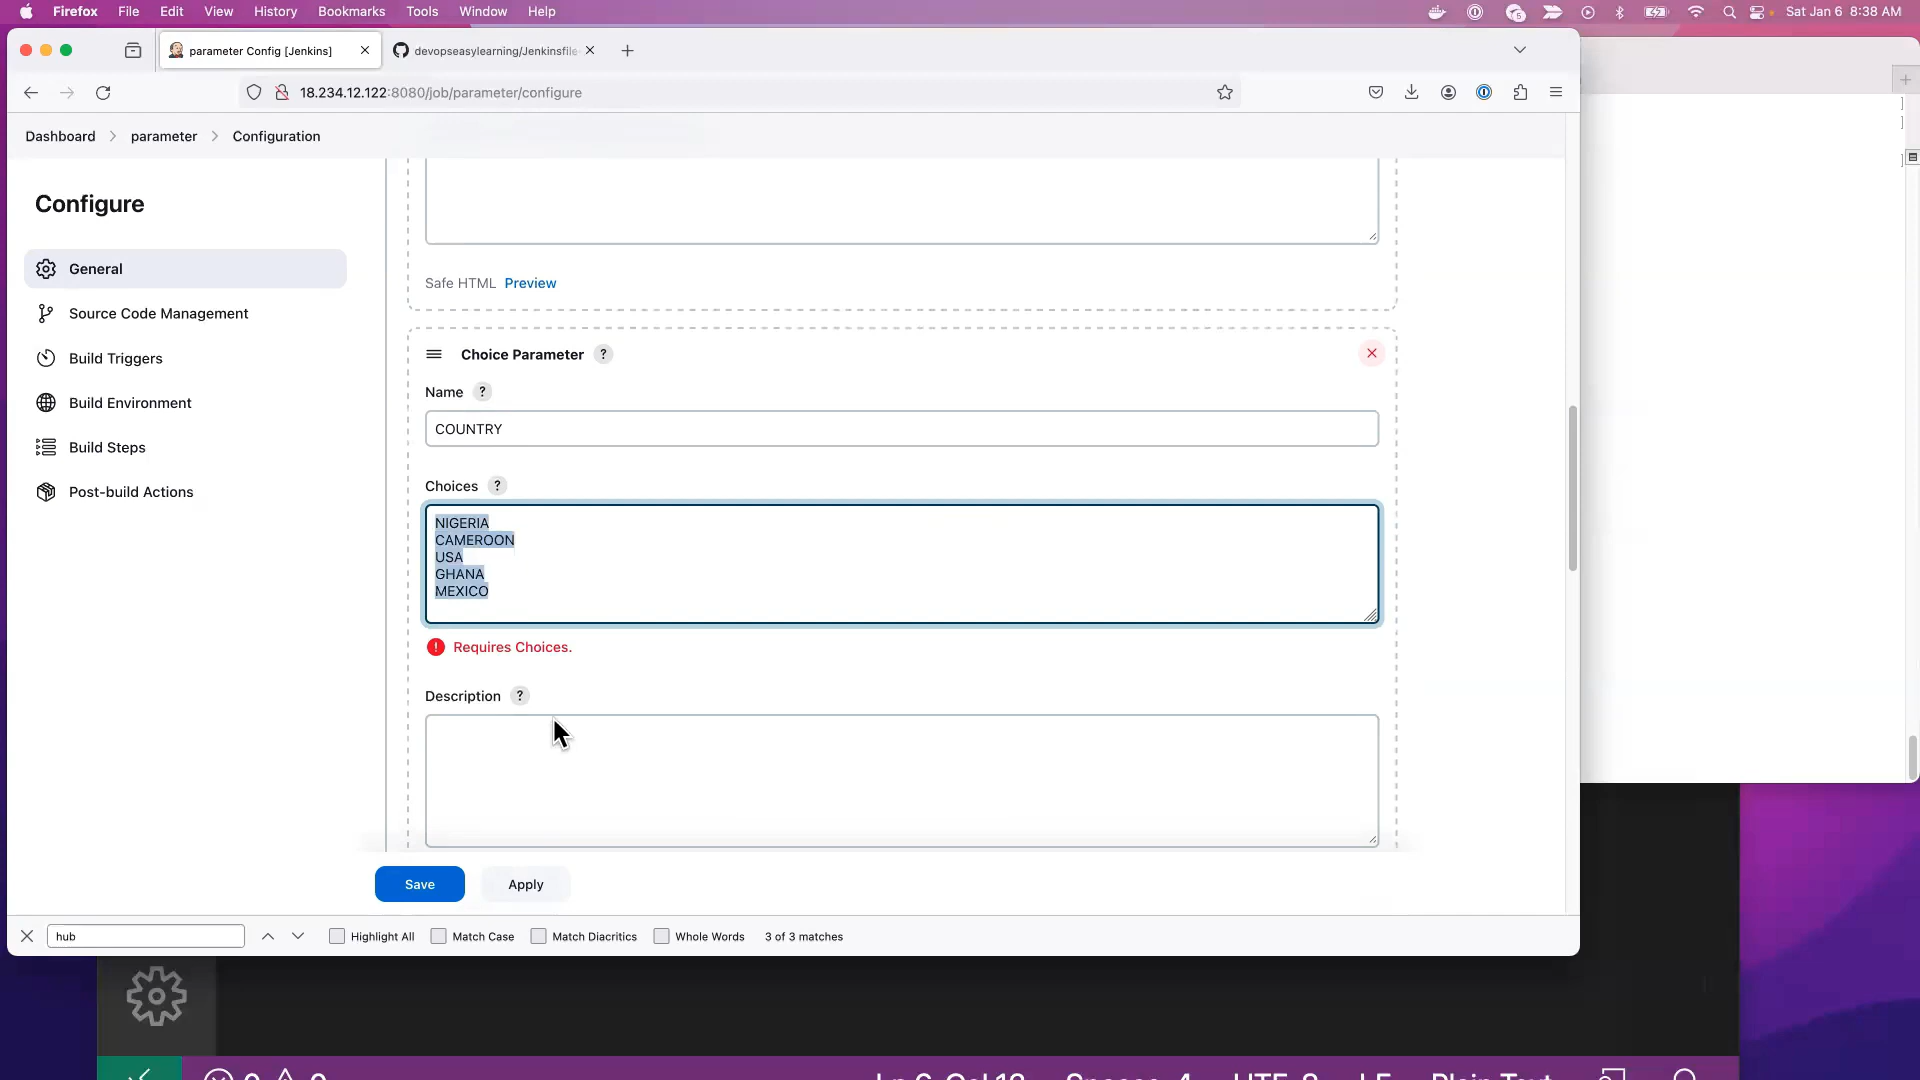 Firefox File Edit View History Bookmarks Tools Window Help
5
Sat Jan 6 8:38 AM
parameter Config [Jenkins]
devopseasylearning/Jenkinsfile-
18.234.12.122:8080/job/parameter/configure
Dashboard > parameter > Configuration
Configure
General
Source Code Management
Build Triggers
Build Environment
Build Steps
Post-build Actions
Safe HTML Preview
Choice Parameter ?
Name ?
COUNTRY
Choices ?
NIGERIA
CAMEROON
USA
GHANA
MEXICO
Requires Choices.
Description ?
Save Apply
hub
Highlight All Match Case Match Diacritics Whole Words 3 of 3 matches